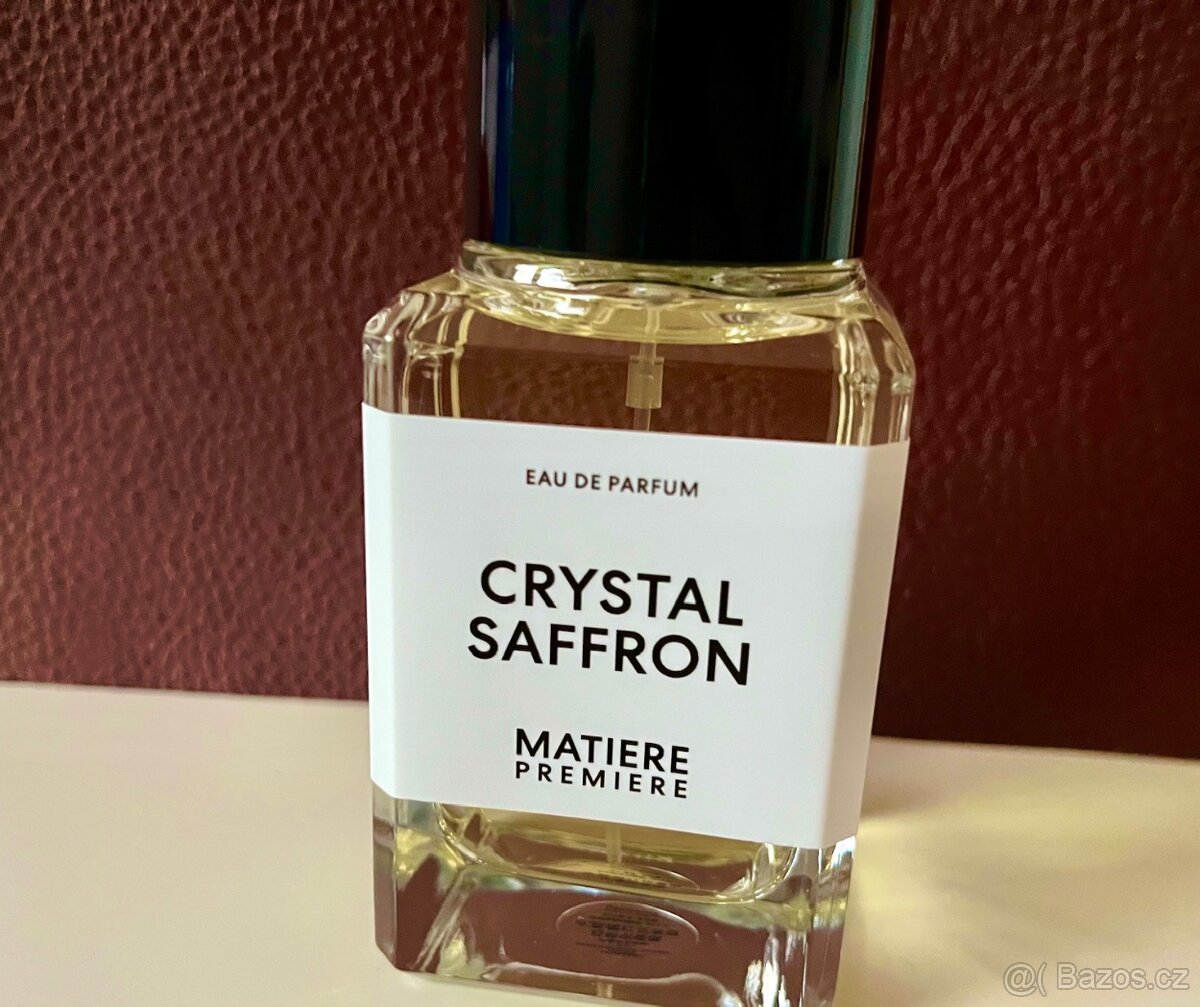 EAU DE PARFUM
CRYSTAL
SAFFRON
MATIERE
PREMIERE
@( Bazos.cz